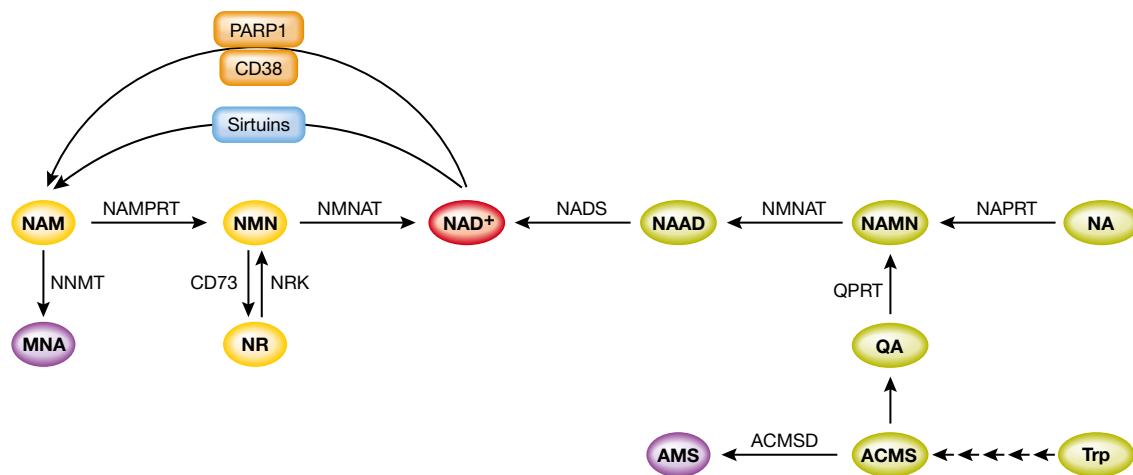 PARP1
CD38
Sirtuins
NAM
NAMPRT
NMN
NMNAT
NAD+
NADS
NAAD
NMNAT
NAMN
NAPRT
NA
NNMT
CD73
NRK
QPRT
MNA
NR
QA
AMS
ACMSD
ACMS
Trp